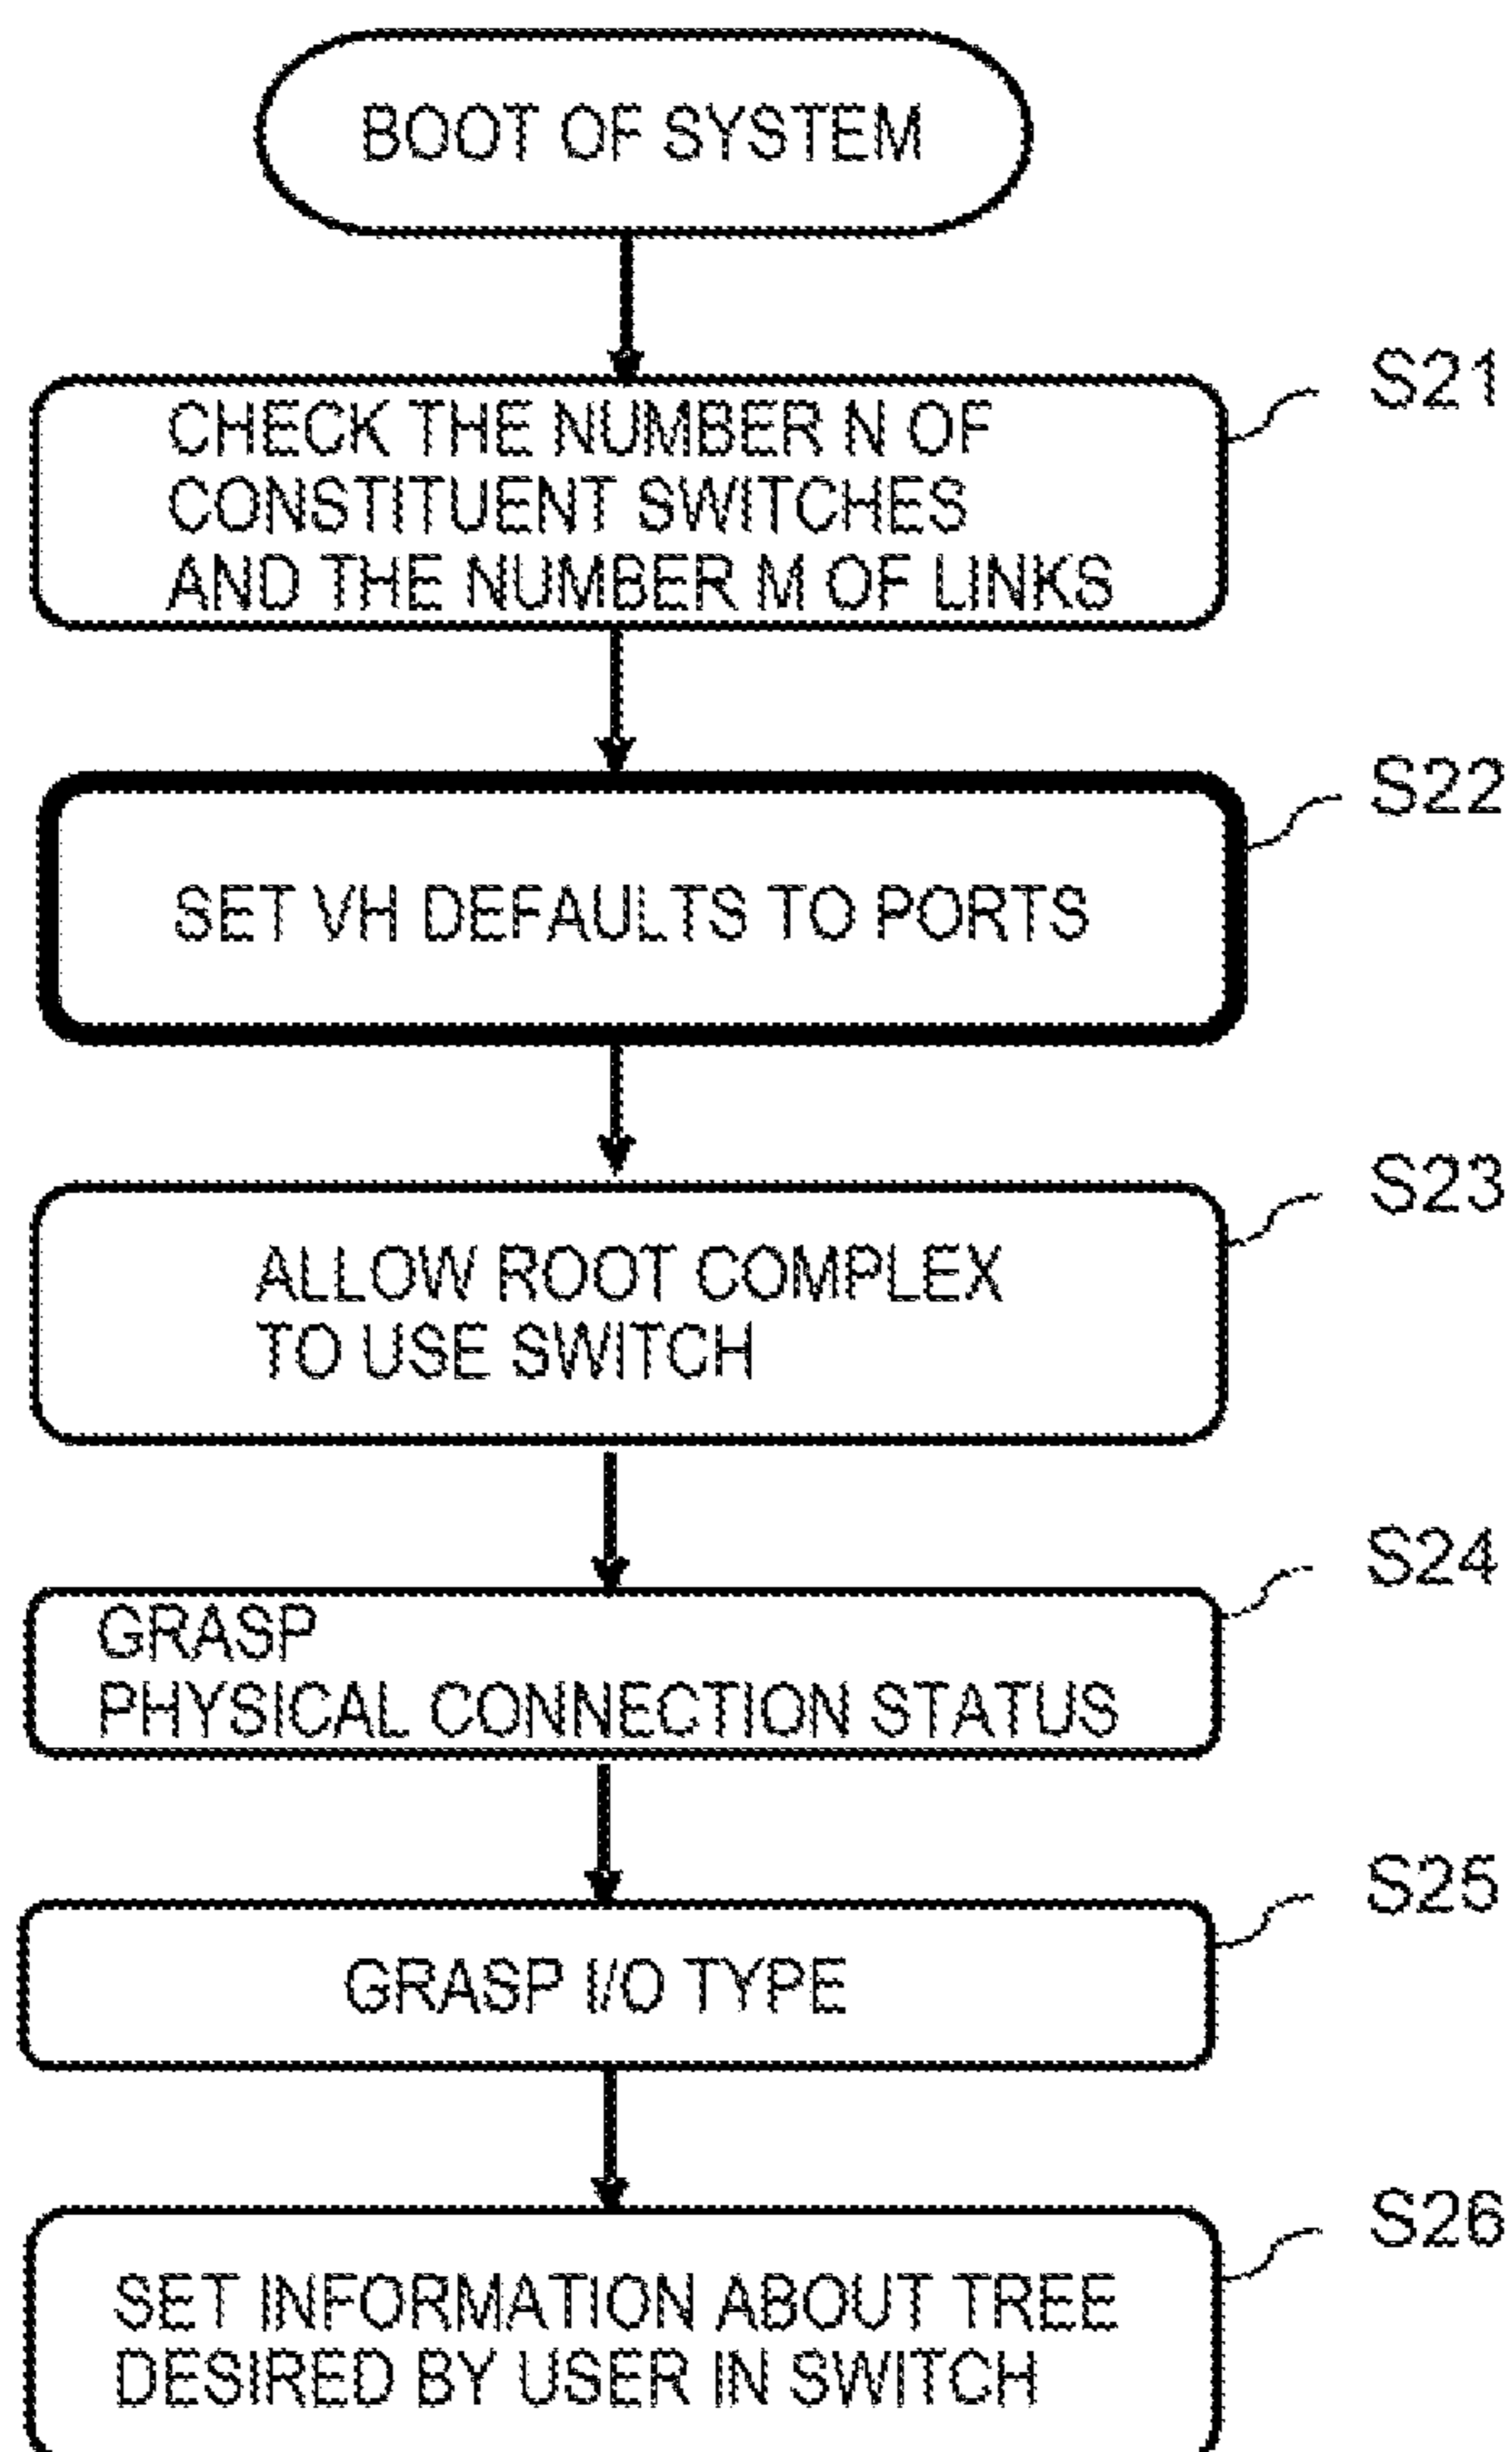 BOOT OF SYSTEM
S21
CHECK THE NUMBER N OF
CONSTITUENT SWITCHES
AND THE NUMBER M OF LINKS
S22
SET VH DEFAULTS TO PORTS
S23
ALLOW ROOT COMPLEX
TO USE SWITCH
S24
GRASP
PHYSICAL CONNECTION STATUS
S25
GRASP I/O TYPE
S26
SET INFORMATION ABOUT TREE
DESIRED BY USER IN SWITCH